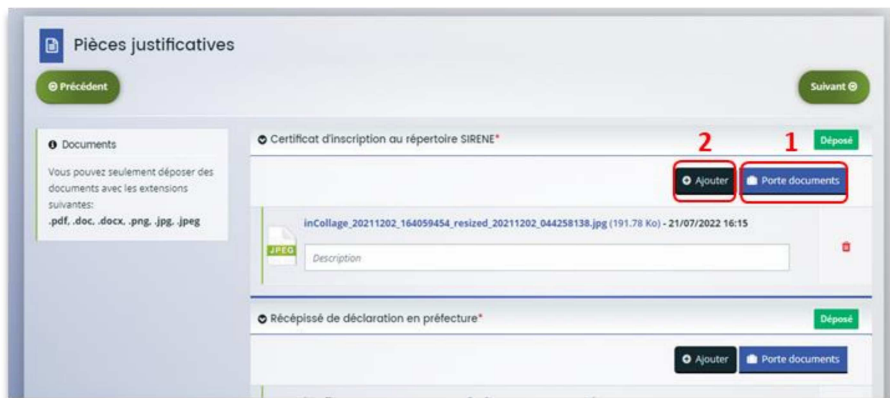 Pièces justificatives
Précédent
Suivant
Documents
Vous pouvez seulement déposer des
documents avec les extensions
suivantes:
.pdf, .doc, .docx, .png, .jpg, .jpeg
Certificat d'inscription au répertoire SIRENE*
2
1
Déposé
Ajouter
Porte documents
inCollage_20211202_164059454_resized_20211202_044258138.jpg (191.78 Ko) - 21/07/2022 16:15
JPEG
Description
Récépissé de déclaration en préfecture*
Déposé
Ajouter
Porte documents